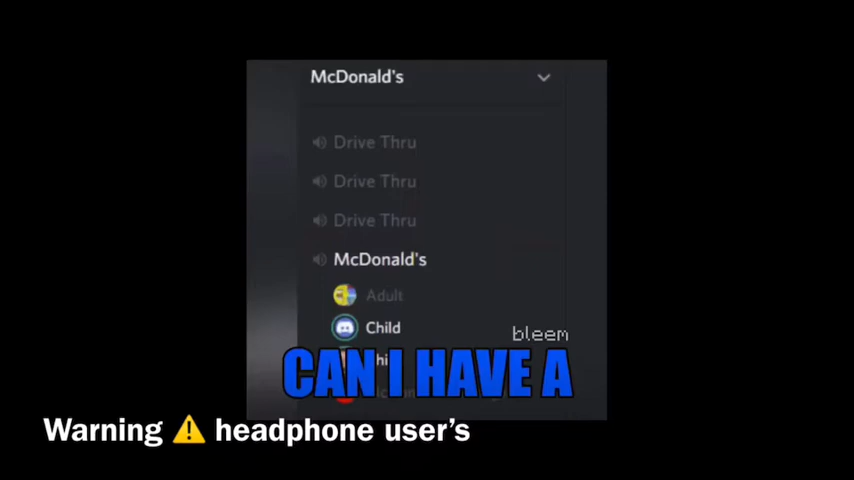 McDonald's
Drive Thru
Drive Thru
Drive Thru
McDonald's
Adult
Child
bleem
CAN I HAVE A
Warning ⚠️ headphone user's